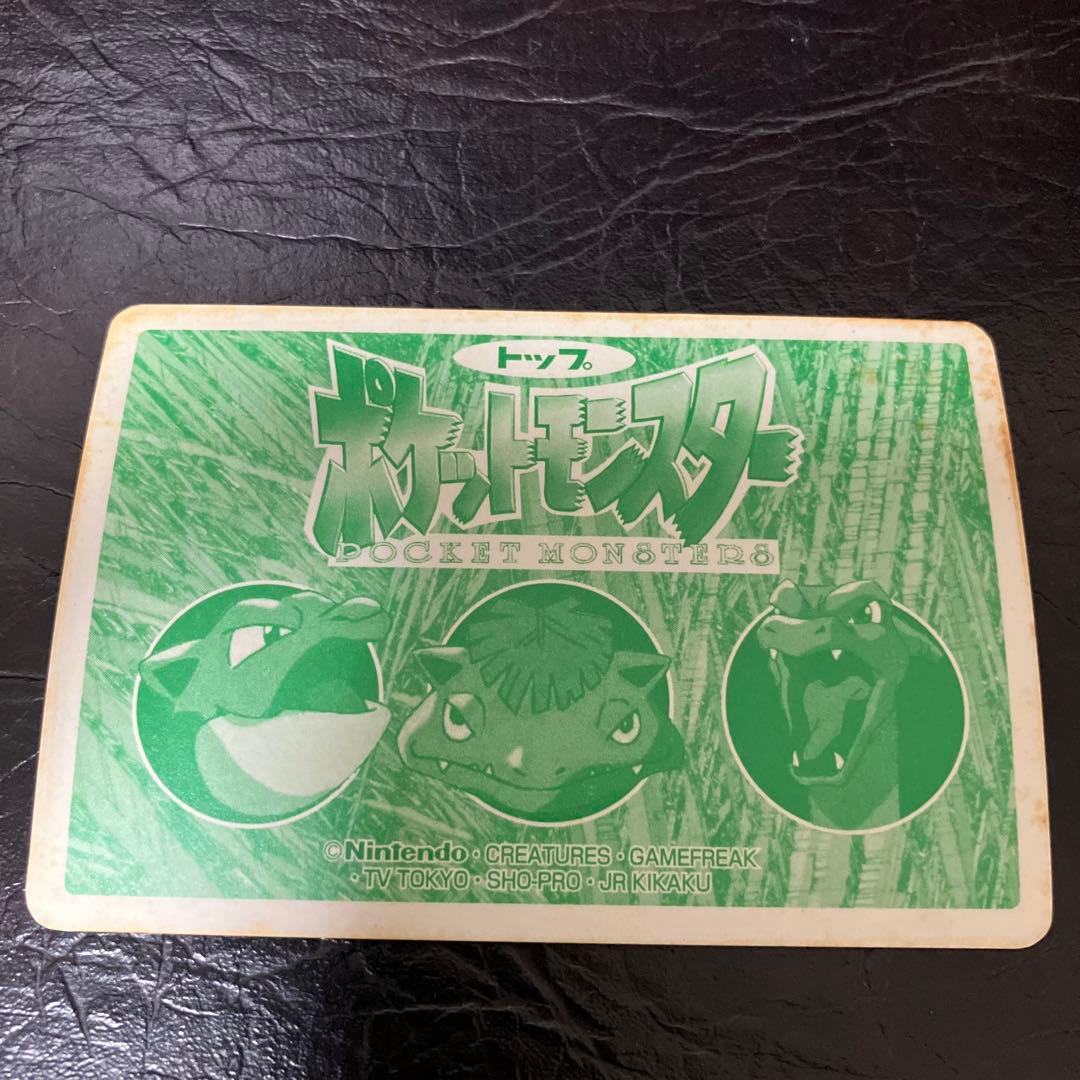 トップ
ポケットモンスター
POCKET MONSTERS
©Nintendo・CREATURES・GAMEFREAK
・TV TOKYO・SHO-PRO・JR KIKAKU